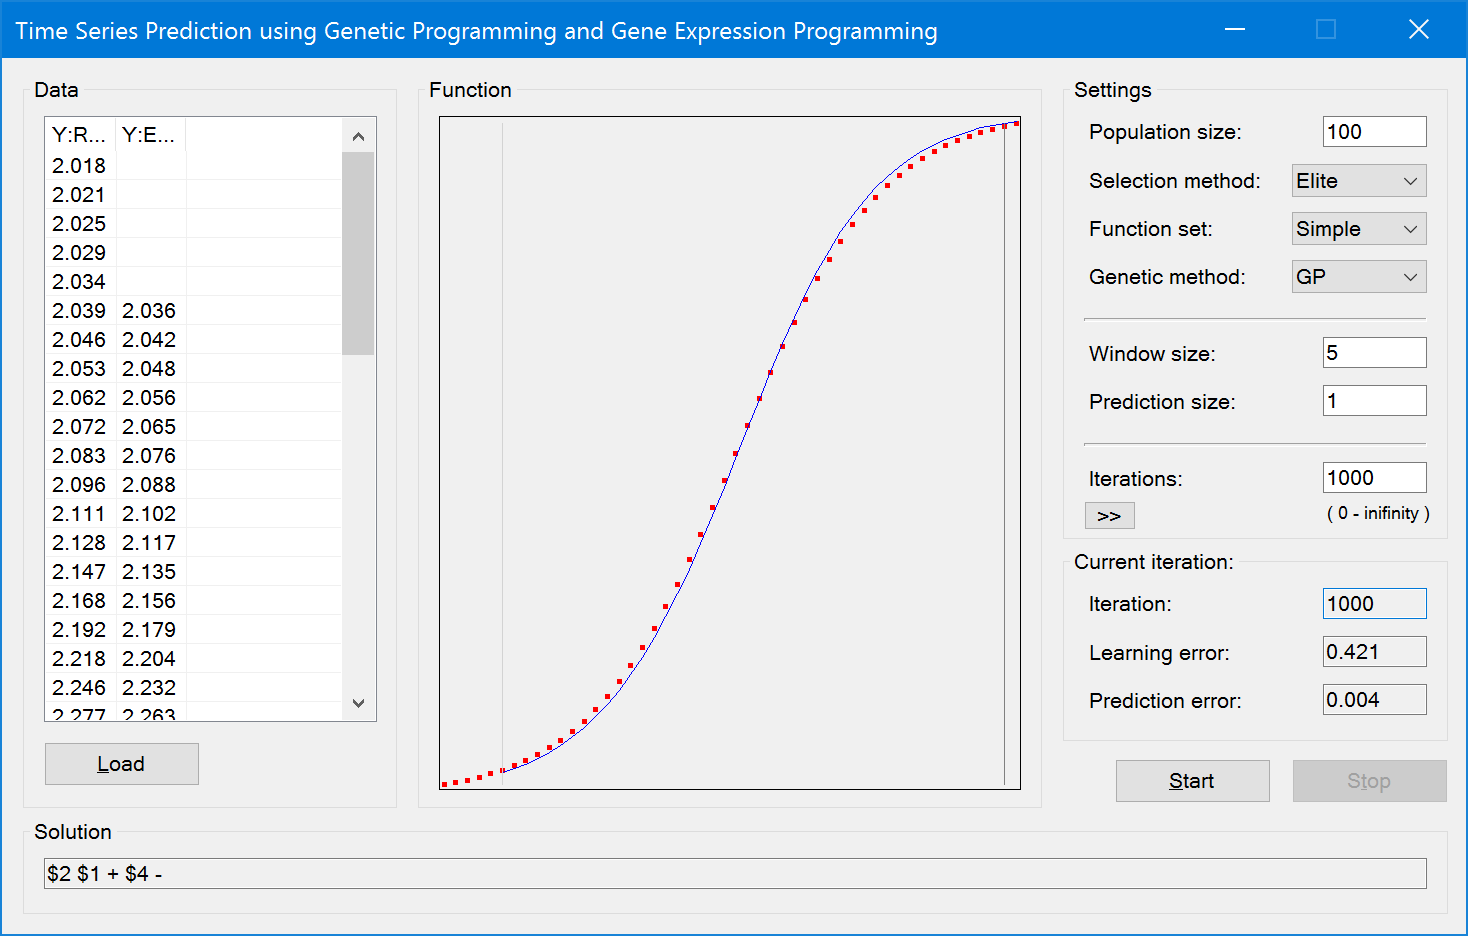 Time Series Prediction using Genetic Programming and Gene Expression Programming
Data
Y:R... Y:E...
2.018
2.021
2.025
2.029
2.034
2.039 2.036
2.046 2.042
2.053 2.048
2.062 2.056
2.072 2.065
2.083 2.076
2.096 2.088
2.111 2.102
2.128 2.117
2.147 2.135
2.168 2.156
2.192 2.179
2.218 2.204
2.246 2.232
2.277 2.263
Load
Function
Settings
Population size: 100
Selection method: Elite
Function set: Simple
Genetic method: GP
Window size: 5
Prediction size: 1
Iterations: 1000
>> ( 0 - inifinity )
Current iteration:
Iteration: 1000
Learning error: 0.421
Prediction error: 0.004
Start Stop
Solution
$2 $1 + $4 -